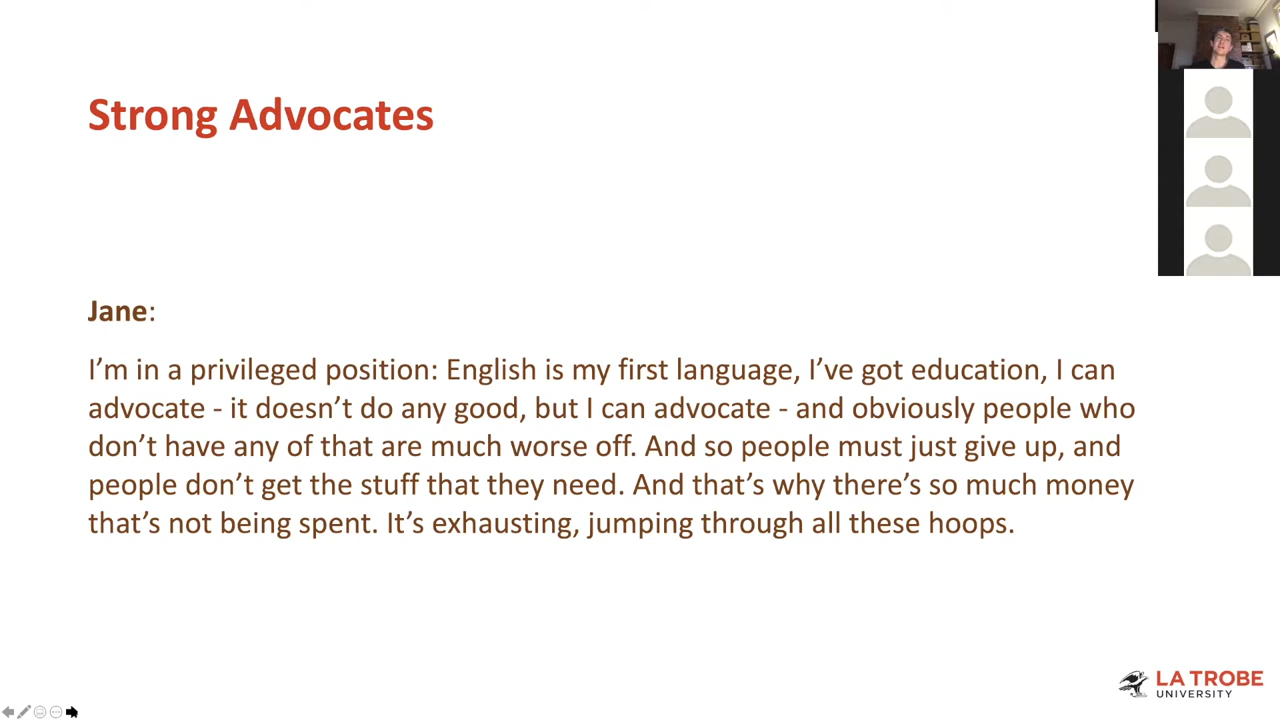 Strong Advocates
Jane:
I’m in a privileged position: English is my first language, I’ve got education, I can
advocate - it doesn’t do any good, but I can advocate - and obviously people who
don’t have any of that are much worse off. And so people must just give up, and
people don’t get the stuff that they need. And that’s why there’s so much money
that’s not being spent. It’s exhausting, jumping through all these hoops.
LA TROBE
UNIVERSITY